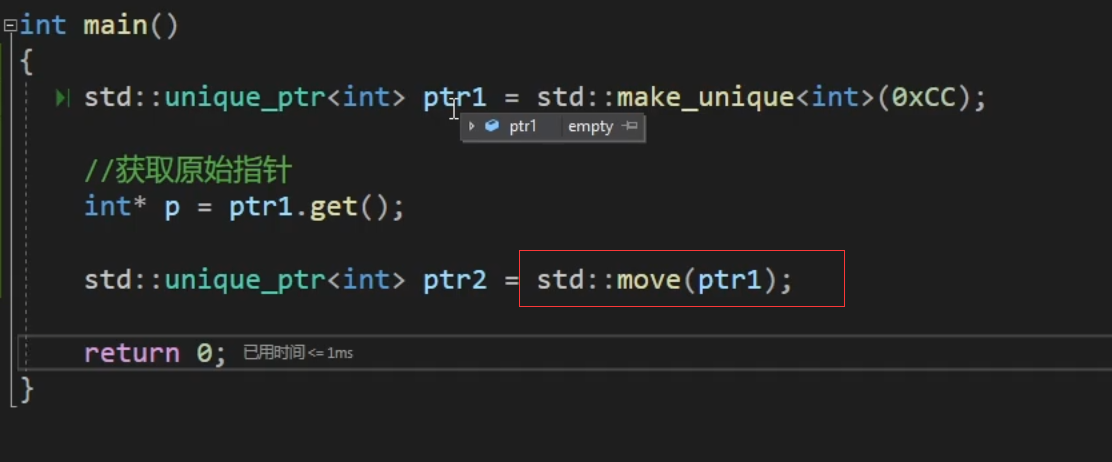 int main()
{
std::unique_ptr<int> ptr1 = std::make_unique<int>(0xCC);
ptr1 empty
//获取原始指针
int* p = ptr1.get();
std::unique_ptr<int> ptr2 = std::move(ptr1);
return 0; 已用时间 <= 1ms
}